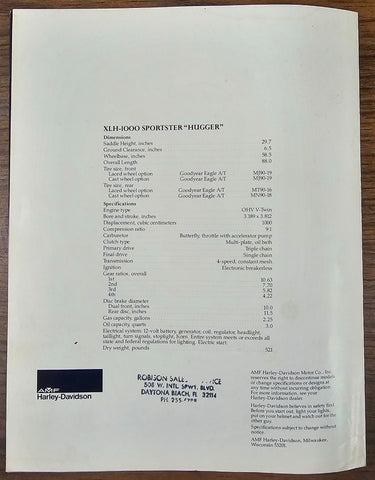 XLH-1000 SPORTSTER "HUGGER"
Dimensions
Saddle Height, inches 29.7
Ground Clearance, inches 6.5
Wheelbase, inches 58.5
Overall Length 88.0
Tire size, front
Laced wheel option Goodyear Eagle A/T MJ90-19
Cast wheel option Goodyear Eagle A/T MJ90-19
Tire size, rear
Laced wheel option Goodyear Eagle A/T MT90-16
Cast wheel option Goodyear Eagle A/T MN90-18
Specifications
Engine type OHV V-Twin
Bore and stroke, inches 3.189 x 3.812
Displacement, cubic centimeters 1000
Compression ratio 9:1
Carburetor Butterfly, throttle with accelerator pump
Clutch type Multi-plate, oil bath
Primary drive Triple chain
Final drive Single chain
Transmission 4-speed, constant mesh
Ignition Electronic breakerless
Gear ratios, overall
1st 10.63
2nd 7.70
3rd 5.82
4th 4.22
Disc brake diameter
Dual front, inches 10.0
Rear disc, inches 11.5
Gas capacity, gallons 2.25
Oil capacity, quarts 3.0
Electrical system: 12-volt battery, generator, coil, regulator, headlight,
taillight, turn signals, stoplight, fuses. Entire system meets or exceeds all
state and federal regulations for lighting. Electric start.
Dry weight, pounds 521
AMF
Harley-Davidson
ROBISON
508 W. INTL. SPWY. BLVD.
DAYTONA BEACH, FL 32114
AMF Harley-Davidson Motor Co., Inc.
reserves the right to discontinue models
or change specifications or designs at
any time without incurring obligation.
For more information, see your
Harley-Davidson dealer.
Harley-Davidson believes in safety first.
Before you start out, light your lights,
put on your helmet and watch out for the
other guy.
Specifications subject to change without
notice.
AMF Harley-Davidson, Milwaukee,
Wisconsin 53201.